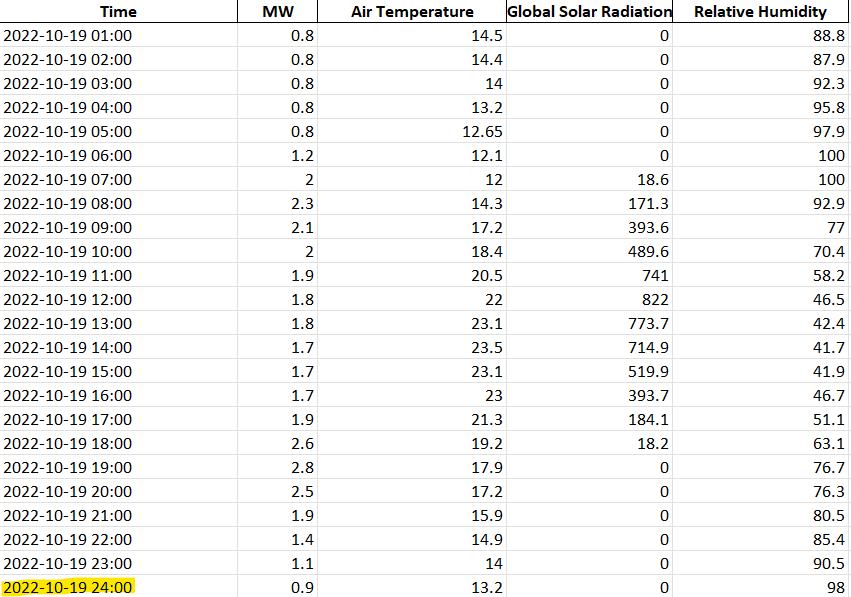 Time MW Air Temperature Global Solar Radiation Relative Humidity
2022-10-19 01:00 0.8 14.5 0 88.8
2022-10-19 02:00 0.8 14.4 0 87.9
2022-10-19 03:00 0.8 14 0 92.3
2022-10-19 04:00 0.8 13.2 0 95.8
2022-10-19 05:00 0.8 12.65 0 97.9
2022-10-19 06:00 1.2 12.1 0 100
2022-10-19 07:00 2 12 18.6 100
2022-10-19 08:00 2.3 14.3 171.3 92.9
2022-10-19 09:00 2.1 17.2 393.6 77
2022-10-19 10:00 2 18.4 489.6 70.4
2022-10-19 11:00 1.9 20.5 741 58.2
2022-10-19 12:00 1.8 22 822 46.5
2022-10-19 13:00 1.8 23.1 773.7 42.4
2022-10-19 14:00 1.7 23.5 714.9 41.7
2022-10-19 15:00 1.7 23.1 519.9 41.9
2022-10-19 16:00 1.7 23 393.7 46.7
2022-10-19 17:00 1.9 21.3 184.1 51.1
2022-10-19 18:00 2.6 19.2 18.2 63.1
2022-10-19 19:00 2.8 17.9 0 76.7
2022-10-19 20:00 2.5 17.2 0 76.3
2022-10-19 21:00 1.9 15.9 0 80.5
2022-10-19 22:00 1.4 14.9 0 85.4
2022-10-19 23:00 1.1 14 0 90.5
2022-10-19 24:00 0.9 13.2 0 98